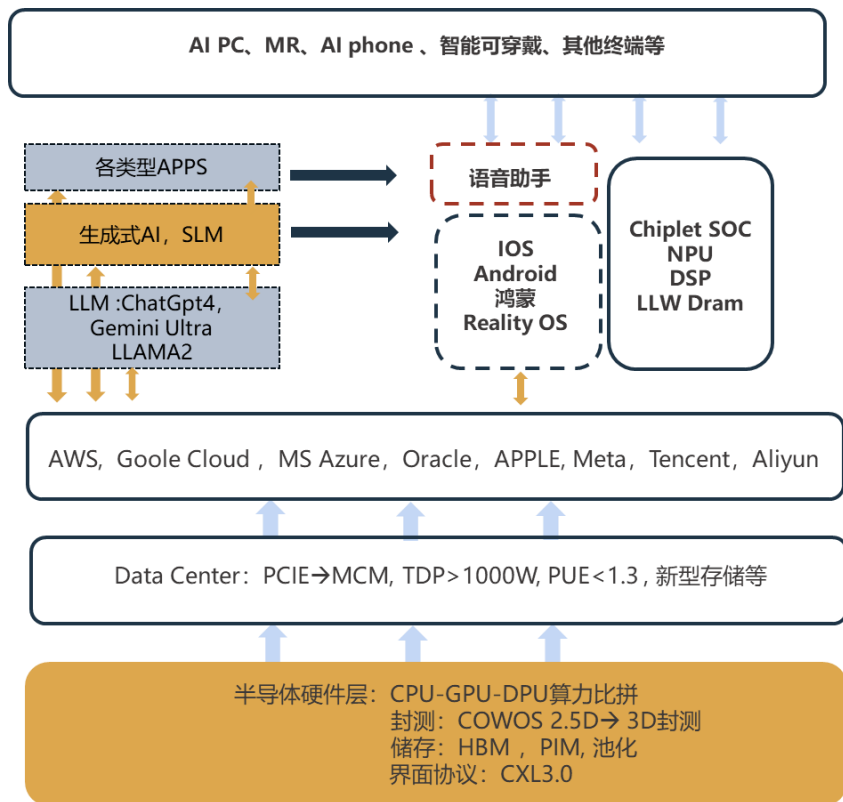 AI PC、MR、AI phone 、智能可穿戴、其他终端等
各类型APPS
生成式AI，SLM
LLM :ChatGpt4,
Gemini Ultra
LLAMA2
语音助手
IOS
Android
鸿蒙
Reality OS
Chiplet SOC
NPU
DSP
LLW Dram
AWS, Goole Cloud ，MS Azure，Oracle，APPLE, Meta，Tencent，Aliyun
Data Center：PCIE→MCM, TDP>1000W, PUE<1.3 , 新型存储等
半导体硬件层：CPU-GPU-DPU算力比拼
封测：COWOS 2.5D→ 3D封测
储存：HBM ，PIM, 池化
界面协议：CXL3.0